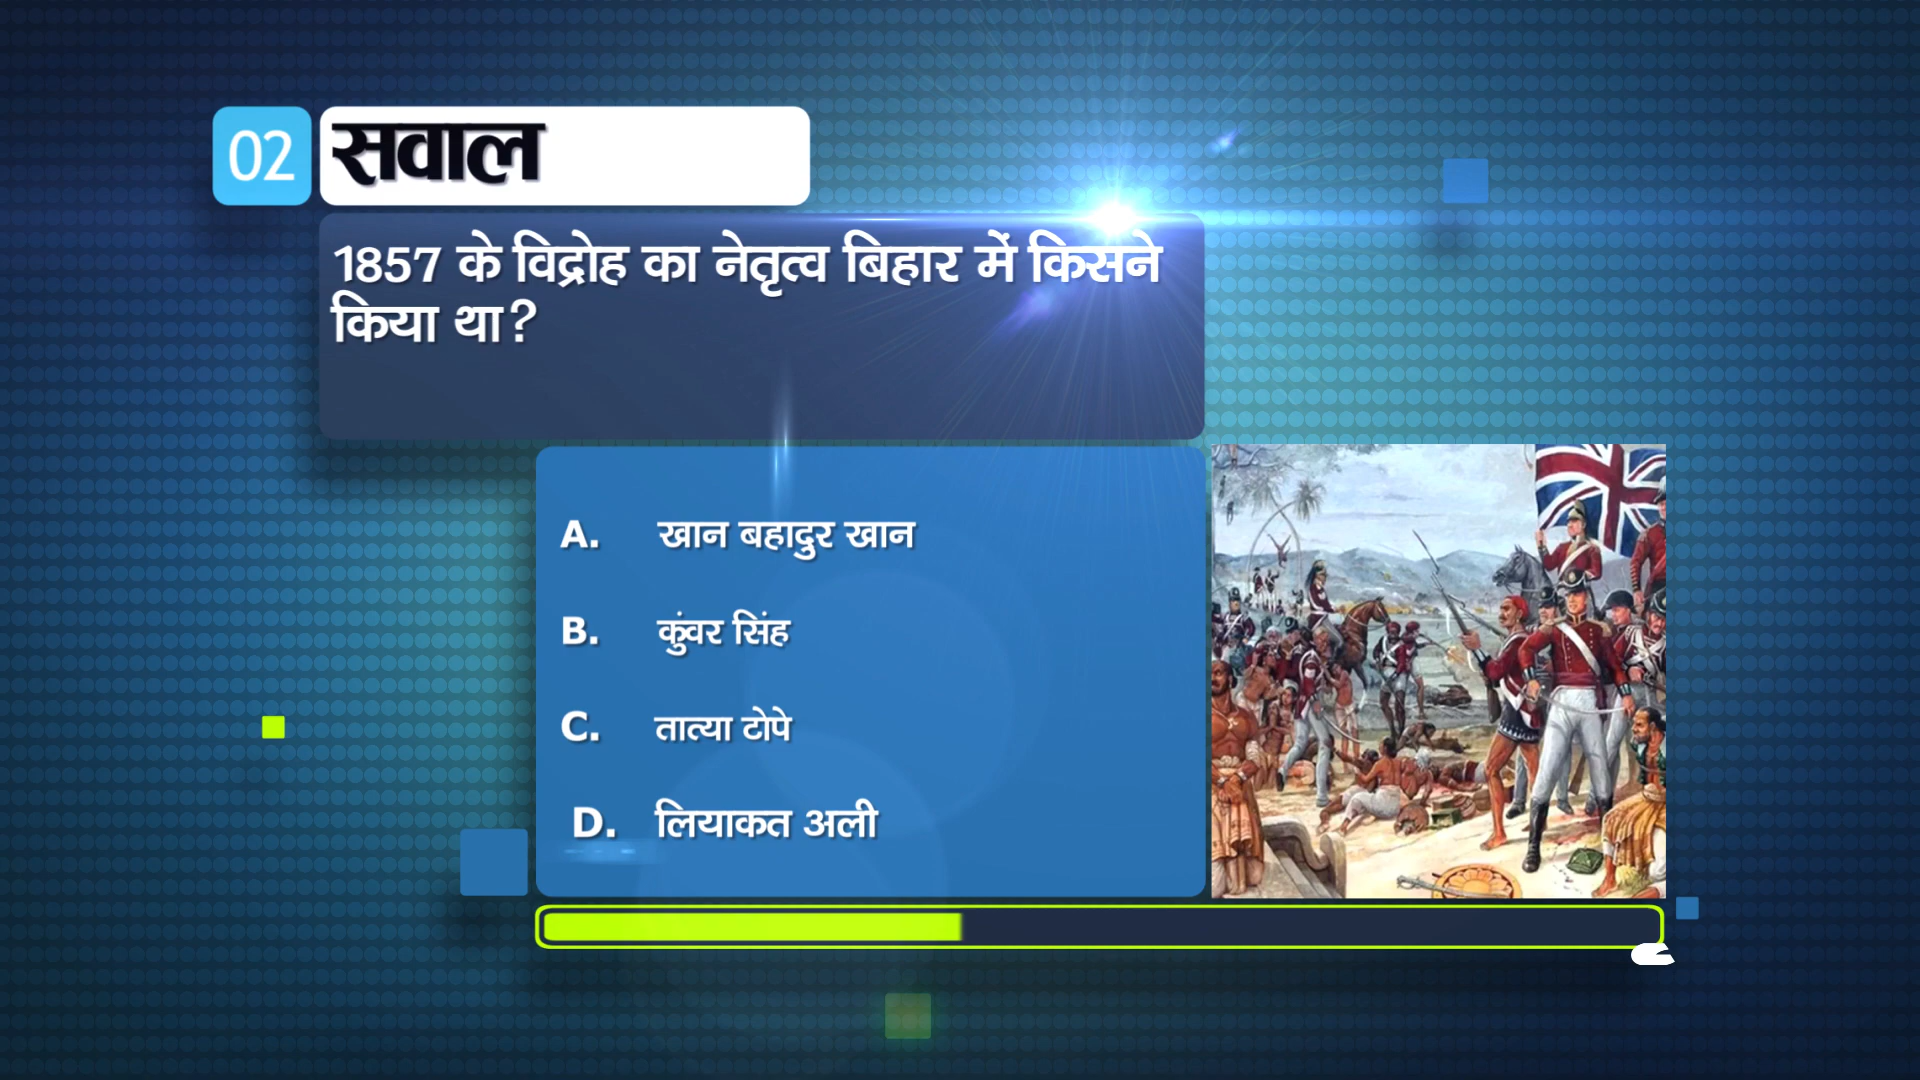 02 सवाल
1857 के विद्रोह का नेतृत्व बिहार में किसने
किया था?
A. खान बहादुर खान
B. कुंवर सिंह
C. तात्या टोपे
D. लियाकत अली